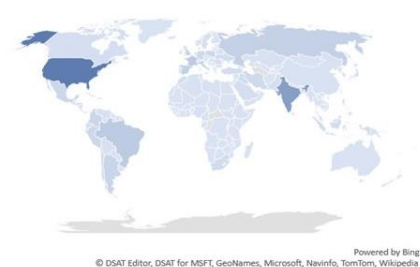 Powered by Bing
© DSAT Editor, DSAT for MSFT, GeoNames, Microsoft, Navinfo, TomTom, Wikipedia